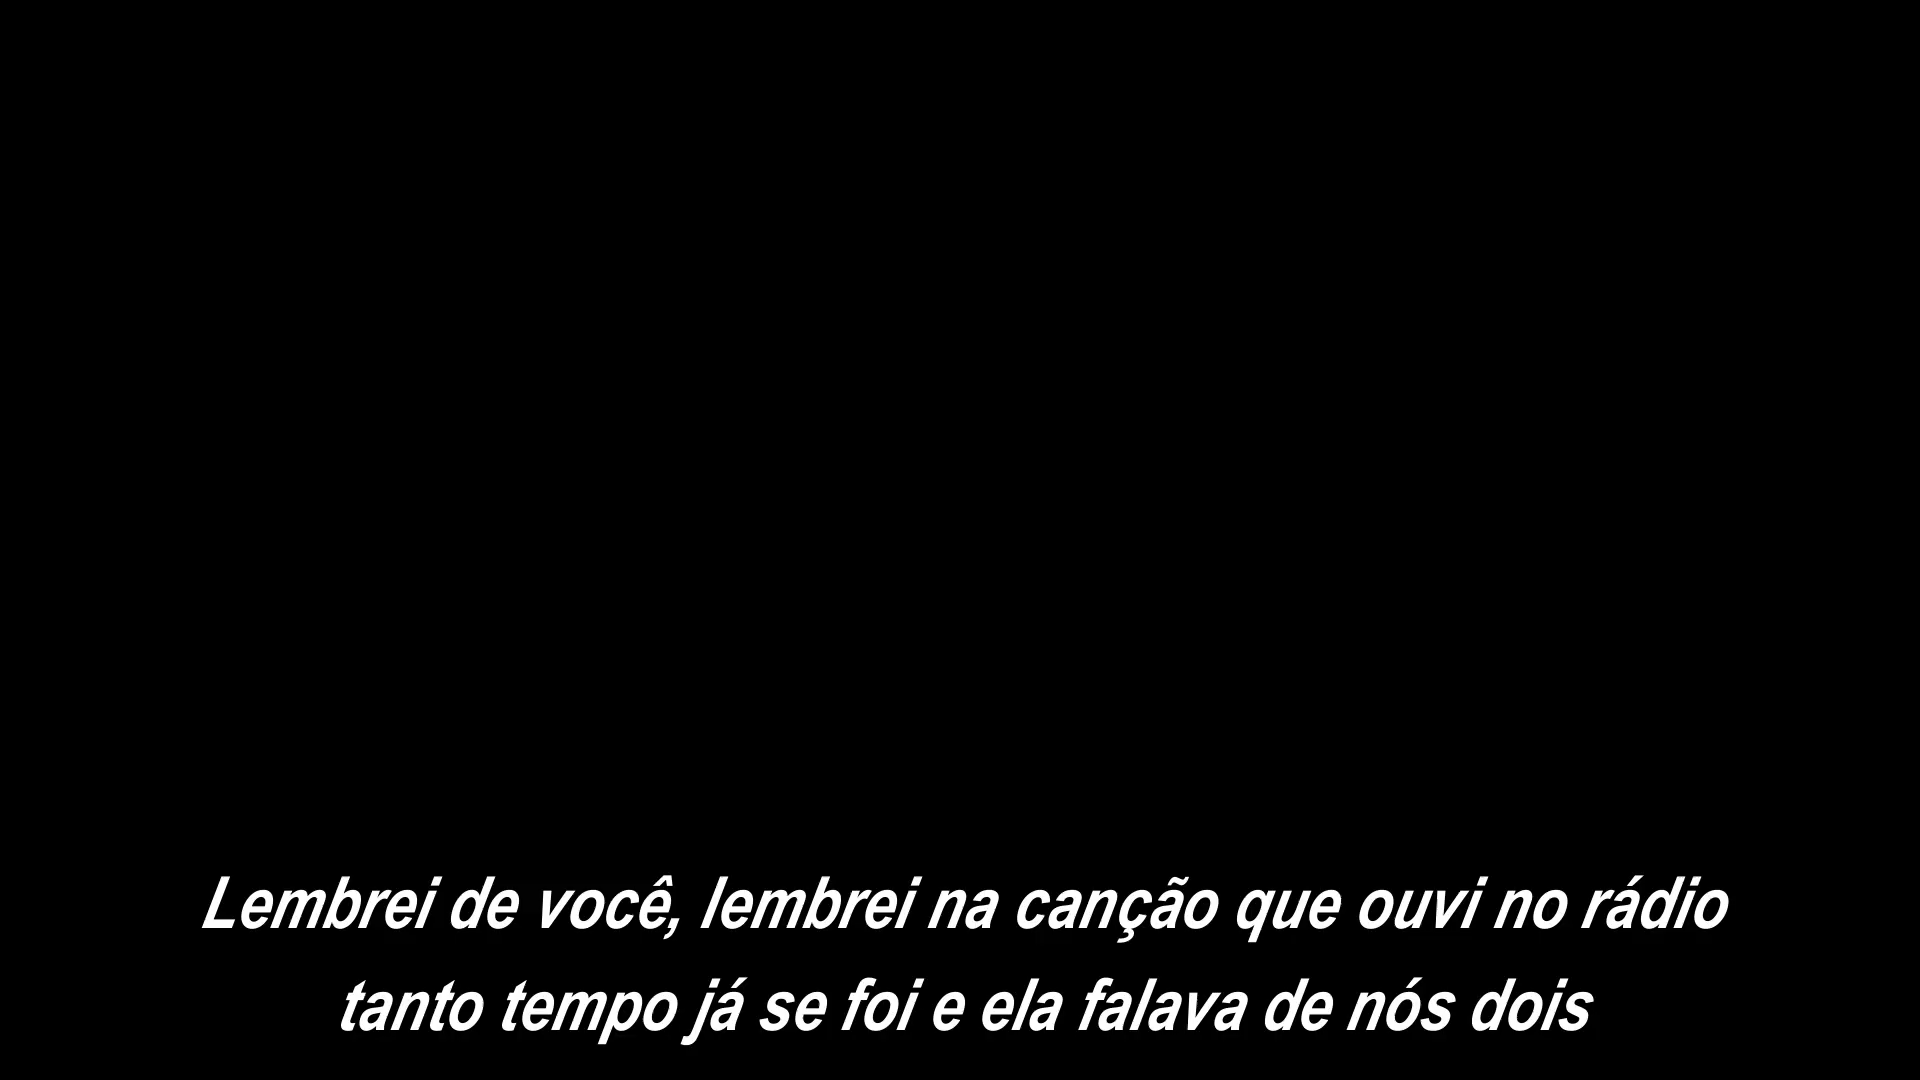 Lembrei de você, lembrei na canção que ouvi no rádio
tanto tempo já se foi e ela falava de nós dois